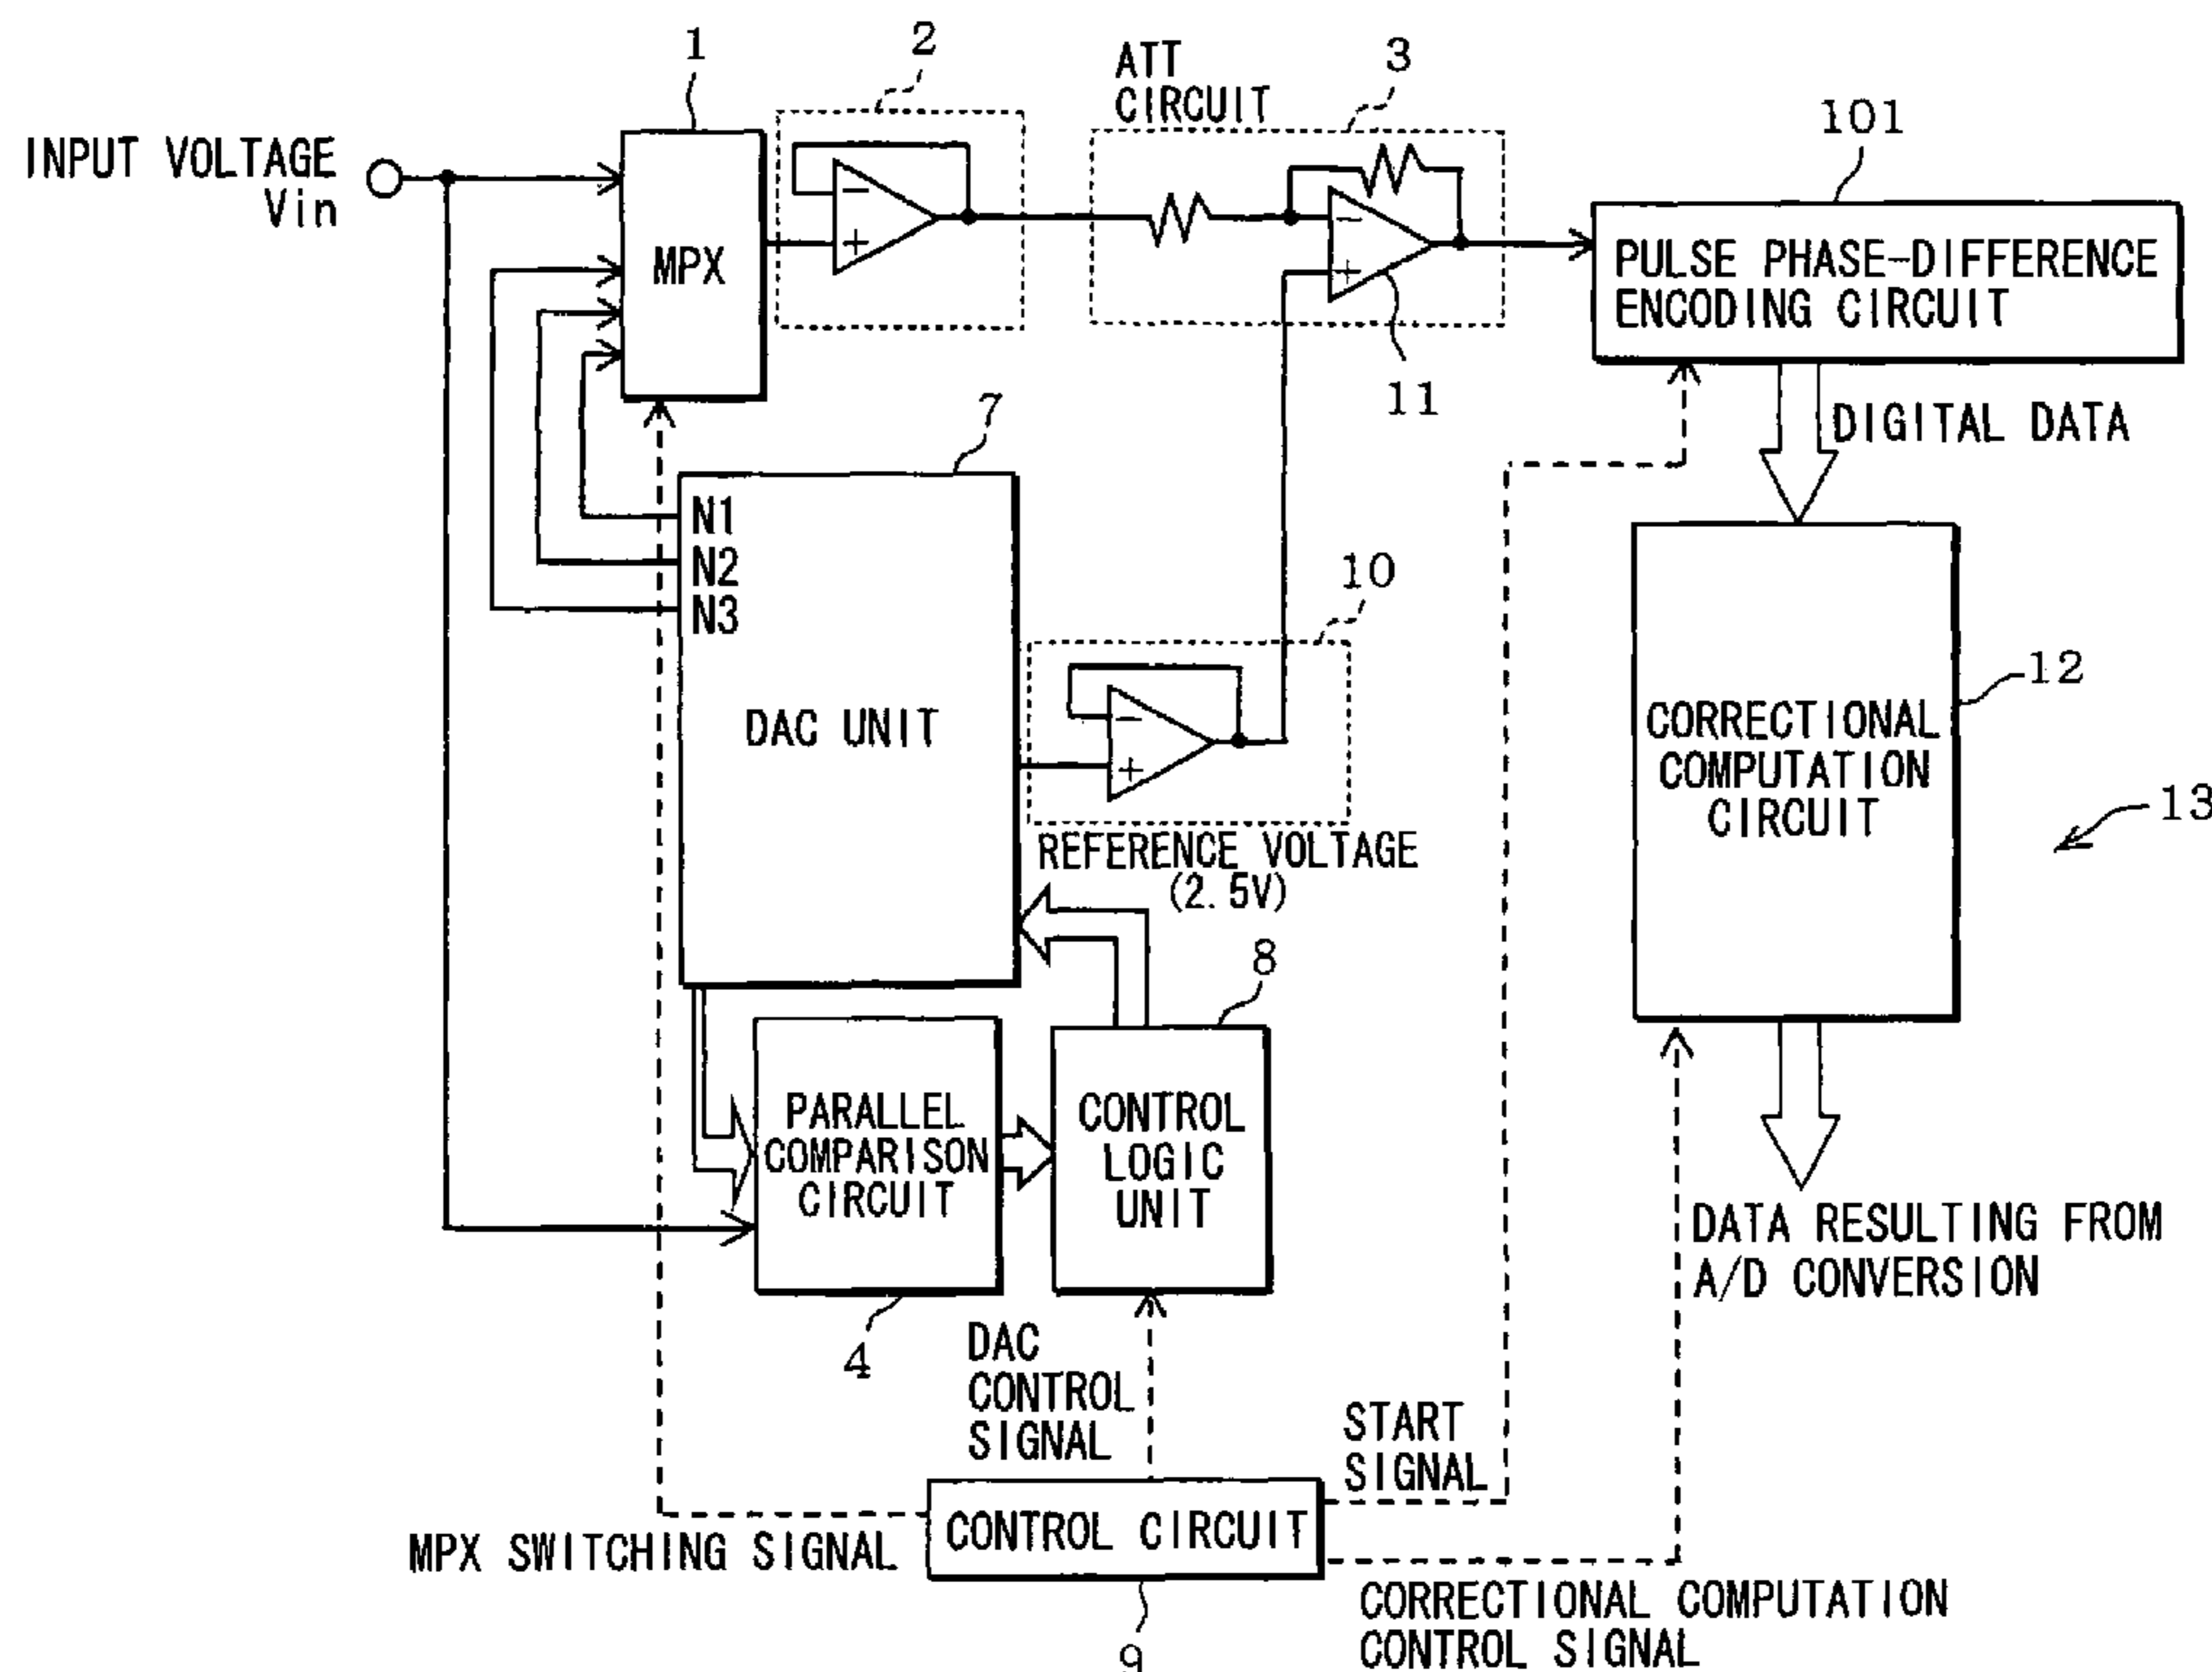 1
2
ATT
CIRCUIT
3
101
INPUT VOLTAGE
Vin
MPX
-
+
-
+
11
PULSE PHASE-DIFFERENCE
ENCODING CIRCUIT
DIGITAL DATA
7
N1
N2
N3
DAC UNIT
10
-
+
REFERENCE VOLTAGE
(2.5V)
12
CORRECTIONAL
COMPUTATION
CIRCUIT
13
8
PARALLEL
COMPARISON
CIRCUIT
CONTROL
LOGIC
UNIT
4
DATA RESULTING FROM
A/D CONVERSION
DAC
CONTROL
SIGNAL
START
SIGNAL
MPX SWITCHING SIGNAL
CONTROL CIRCUIT
CORRECTIONAL COMPUTATION
CONTROL SIGNAL
9